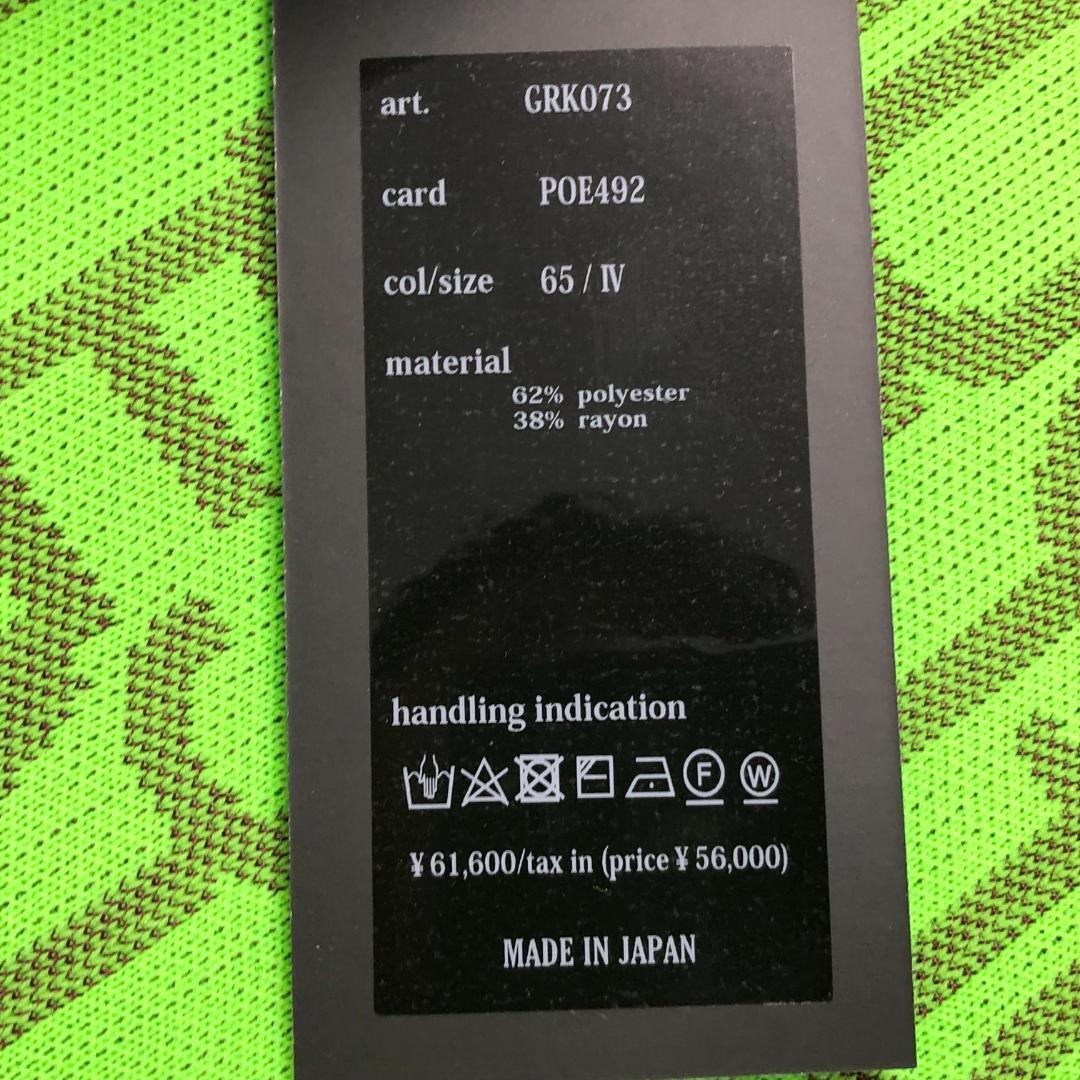 art. GRK073
card POE492
col/size 65 / Ⅳ
material
62% polyester
38% rayon
handling indication
F W
¥ 61,600/tax in (price ¥ 56,000)
MADE IN JAPAN